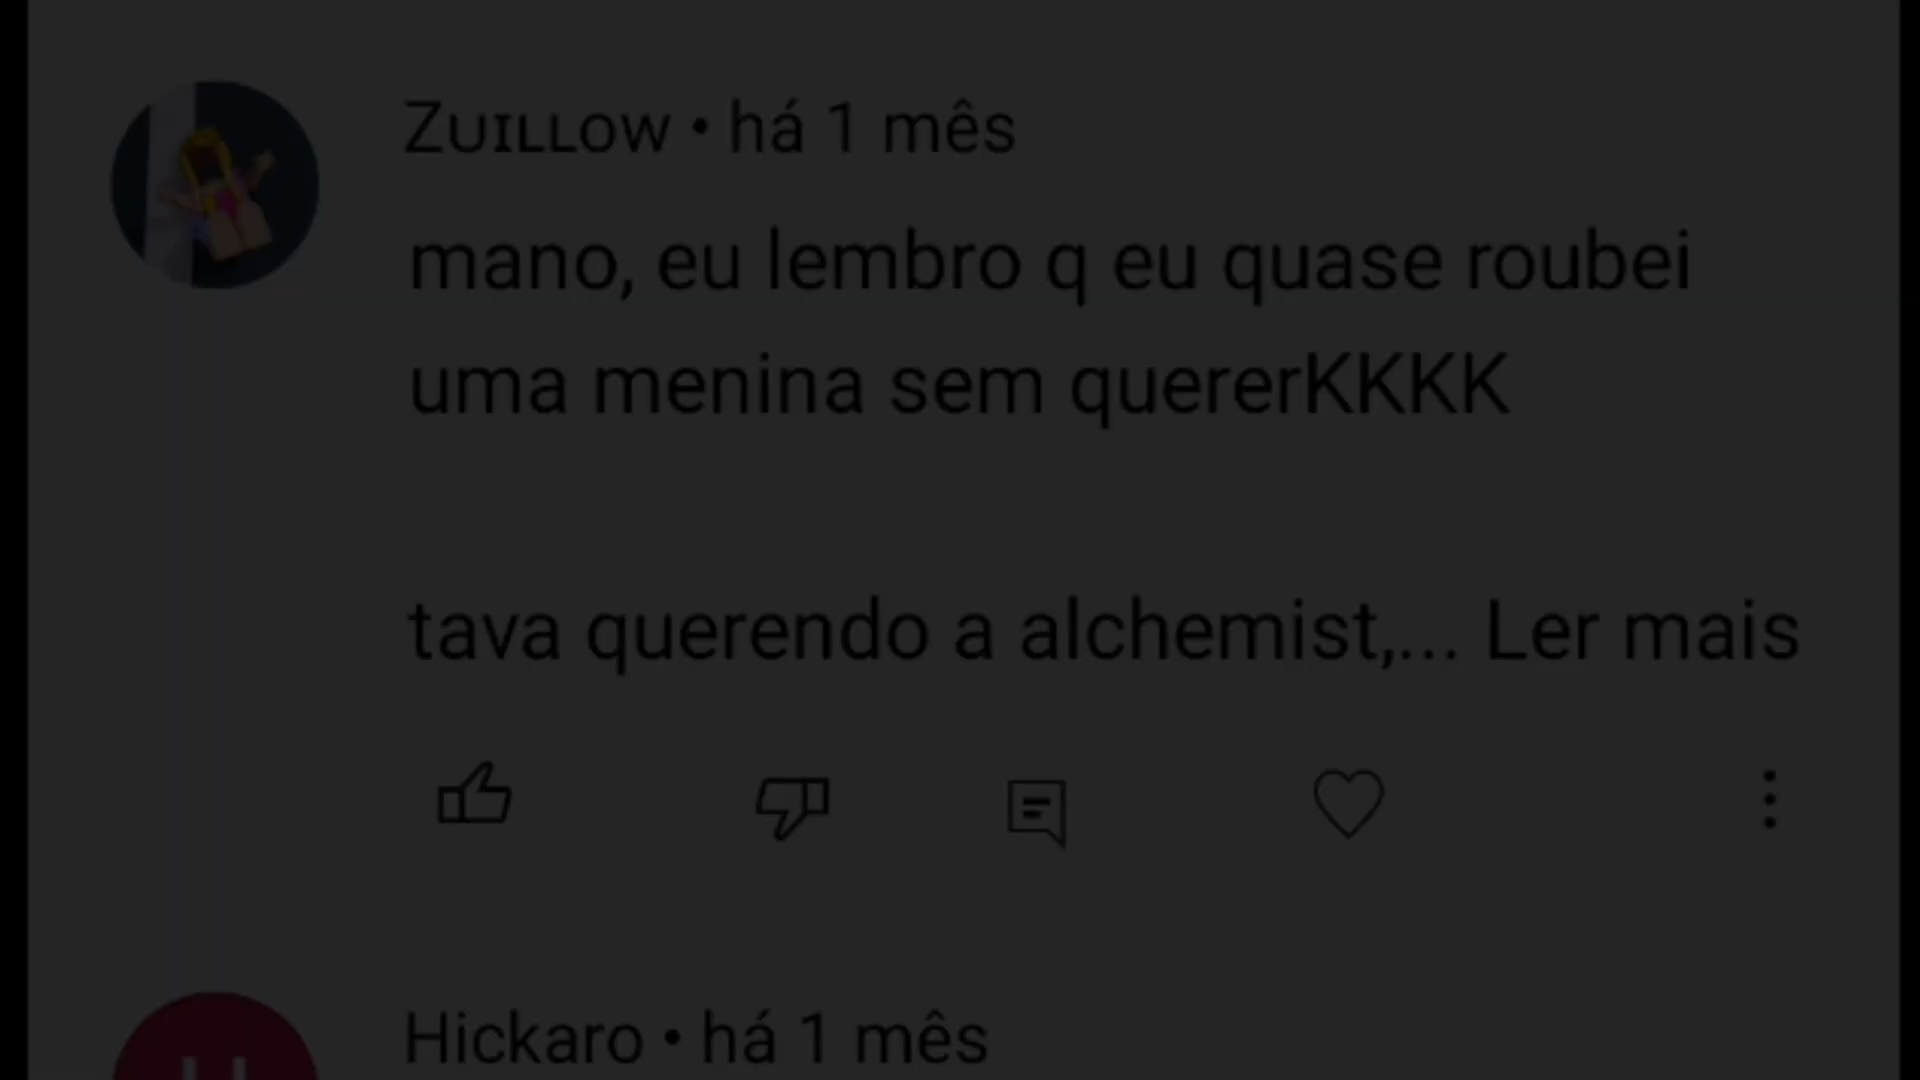 Zᴜɪʟʟᴏᴡ • há 1 mês
mano, eu lembro q eu quase roubei
uma menina sem quererKKKK
tava querendo a alchemist,... Ler mais
Hickaro • há 1 mês